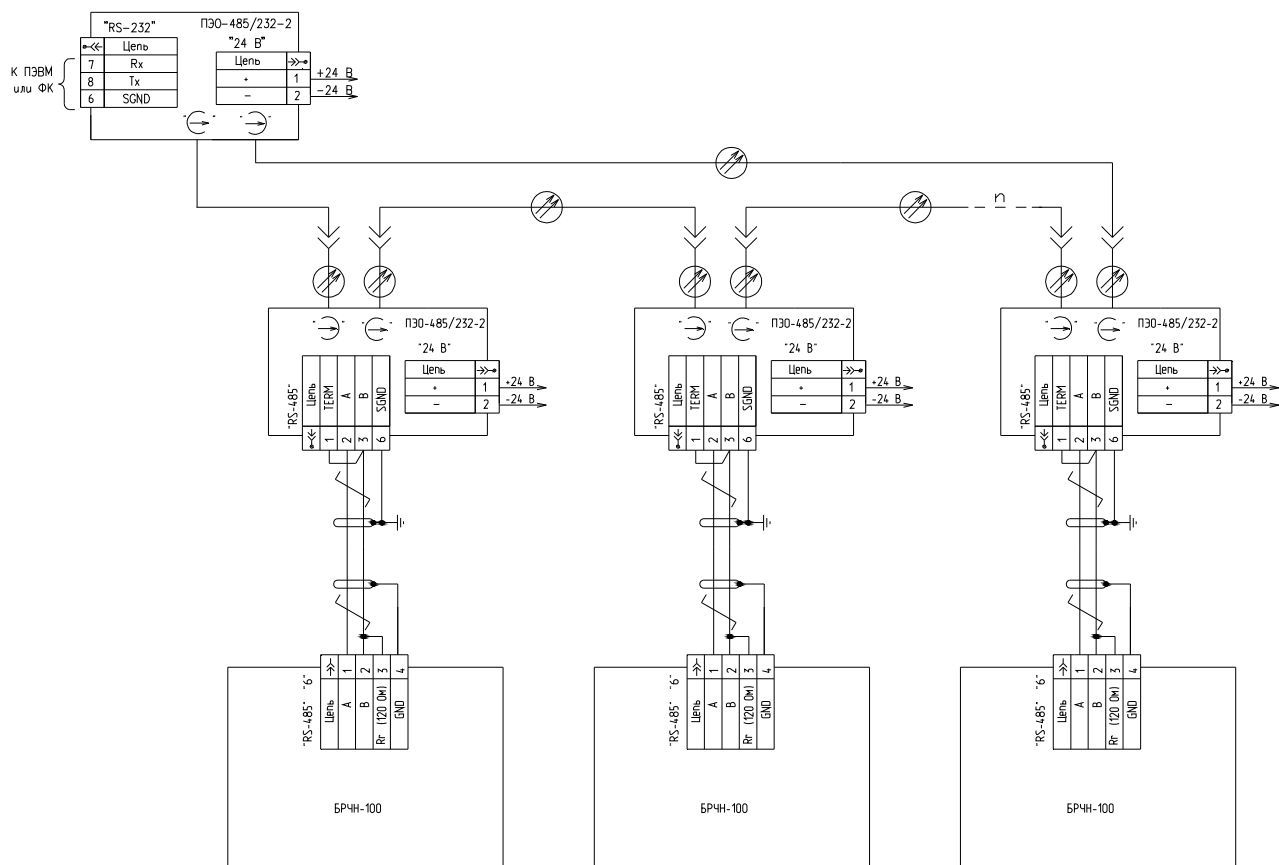 "RS-232"
ПЭО-485/232-2
"24 В"
Цепь
7 Rx
8 Tx
6 SGND
К ПЭВМ
или ФК
Цепь
+ 1 +24 В
– 2 -24 В
n
ПЭО-485/232-2
"24 В"
Цепь
+ 1 +24 В
– 2 -24 В
"RS-485"
Цепь
1 TERM
2 A
3 B
6 SGND
ПЭО-485/232-2
"24 В"
Цепь
+ 1 +24 В
– 2 -24 В
"RS-485"
Цепь
1 TERM
2 A
3 B
6 SGND
ПЭО-485/232-2
"24 В"
Цепь
+ 1 +24 В
– 2 -24 В
"RS-485"
Цепь
1 TERM
2 A
3 B
6 SGND
"RS-485" "6"
Цепь
1 A
2 B
3 Rг (120 Ом)
4 GND
БРЧН-100
"RS-485" "6"
Цепь
1 A
2 B
3 Rг (120 Ом)
4 GND
БРЧН-100
"RS-485" "6"
Цепь
1 A
2 B
3 Rг (120 Ом)
4 GND
БРЧН-100